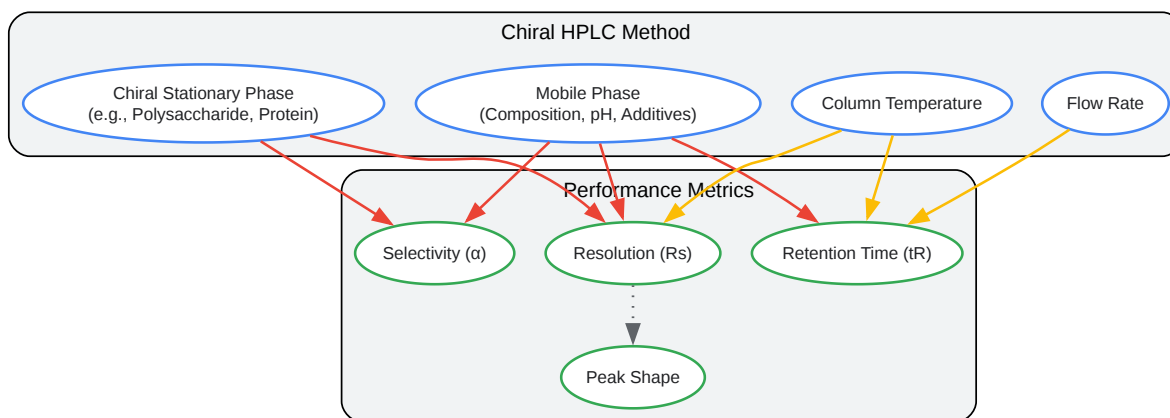 Chiral HPLC Method
Chiral Stationary Phase
(e.g., Polysaccharide, Protein)
Mobile Phase
(Composition, pH, Additives)
Column Temperature
Flow Rate
Performance Metrics
Selectivity (α)
Resolution (Rs)
Retention Time (tR)
Peak Shape